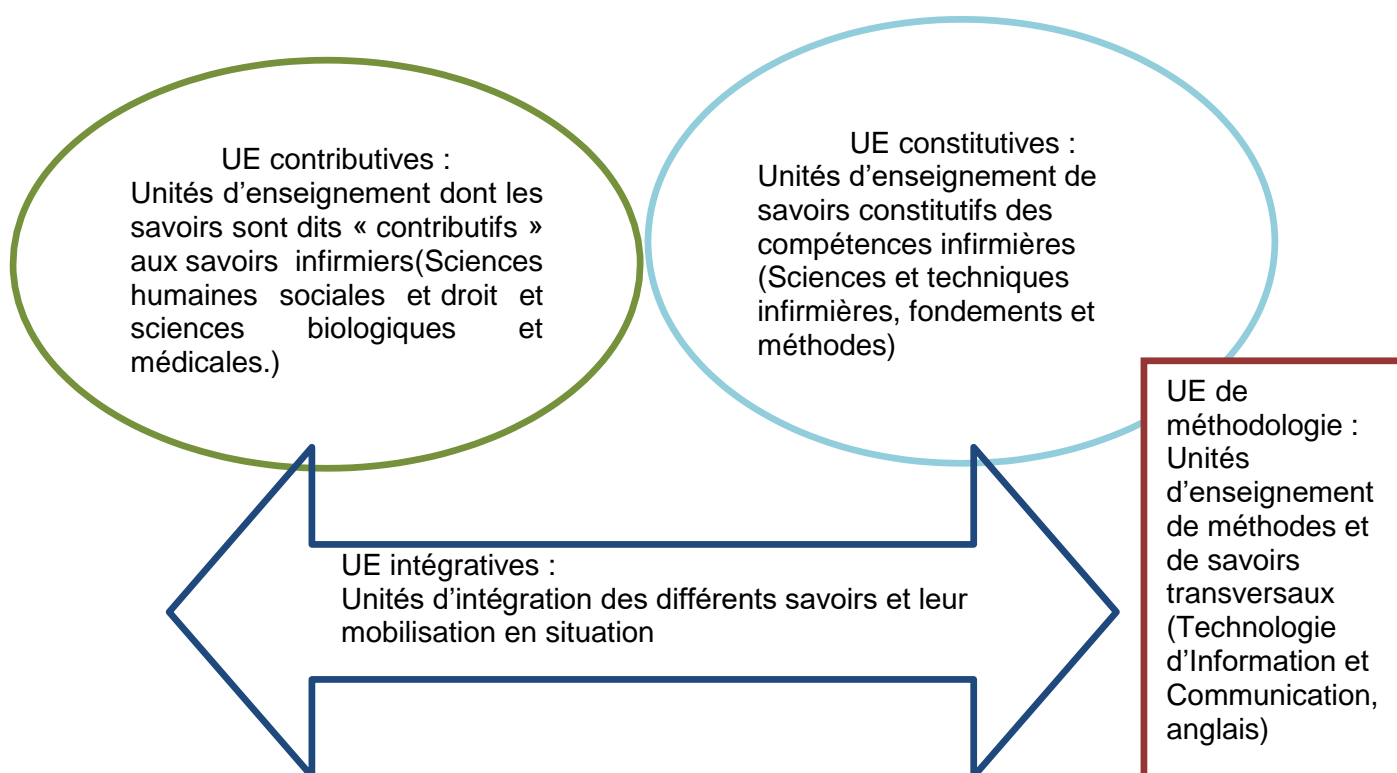 UE contributives :
Unités d’enseignement dont les
savoirs sont dits « contributifs »
aux savoirs infirmiers(Sciences
humaines sociales et droit et
sciences biologiques et
médicales.)
UE constitutives :
Unités d’enseignement de
savoirs constitutifs des
compétences infirmières
(Sciences et techniques
infirmières, fondements et
méthodes)
UE intégratives :
Unités d’intégration des différents savoirs et leur
mobilisation en situation
UE de
méthodologie :
Unités
d’enseignement
de méthodes et
de savoirs
transversaux
(Technologie
d’Information et
Communication,
anglais)